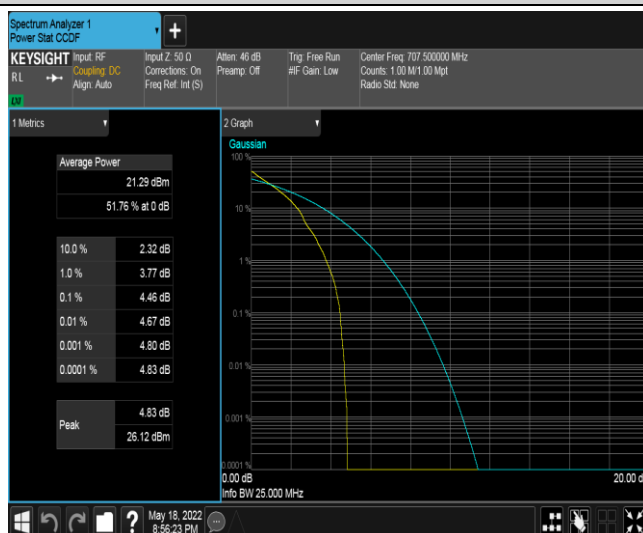 Spectrum Analyzer 1
Power Stat CCDF
+
KEYSIGHT
RL
LXI
Input: RF
Coupling: DC
Align: Auto
Input Z: 50 Ω
Corrections: On
Freq Ref: Int (S)
Atten: 46 dB
Preamp: Off
Trig: Free Run
#IF Gain: Low
Center Freq: 707.500000 MHz
Counts: 1.00 M/1.00 Mpt
Radio Std: None
1 Metrics
Average Power
21.29 dBm
51.76 % at 0 dB
10.0 % 2.32 dB
1.0 % 3.77 dB
0.1 % 4.46 dB
0.01 % 4.67 dB
0.001 % 4.80 dB
0.0001 % 4.83 dB
Peak
4.83 dB
26.12 dBm
2 Graph
Gaussian
100 %
10 %
1 %
0.1 %
0.01 %
0.001 %
0.0001 %
0.00 dB 20.00 d
Info BW 25.000 MHz
?
May 18, 2022
8:56:23 PM